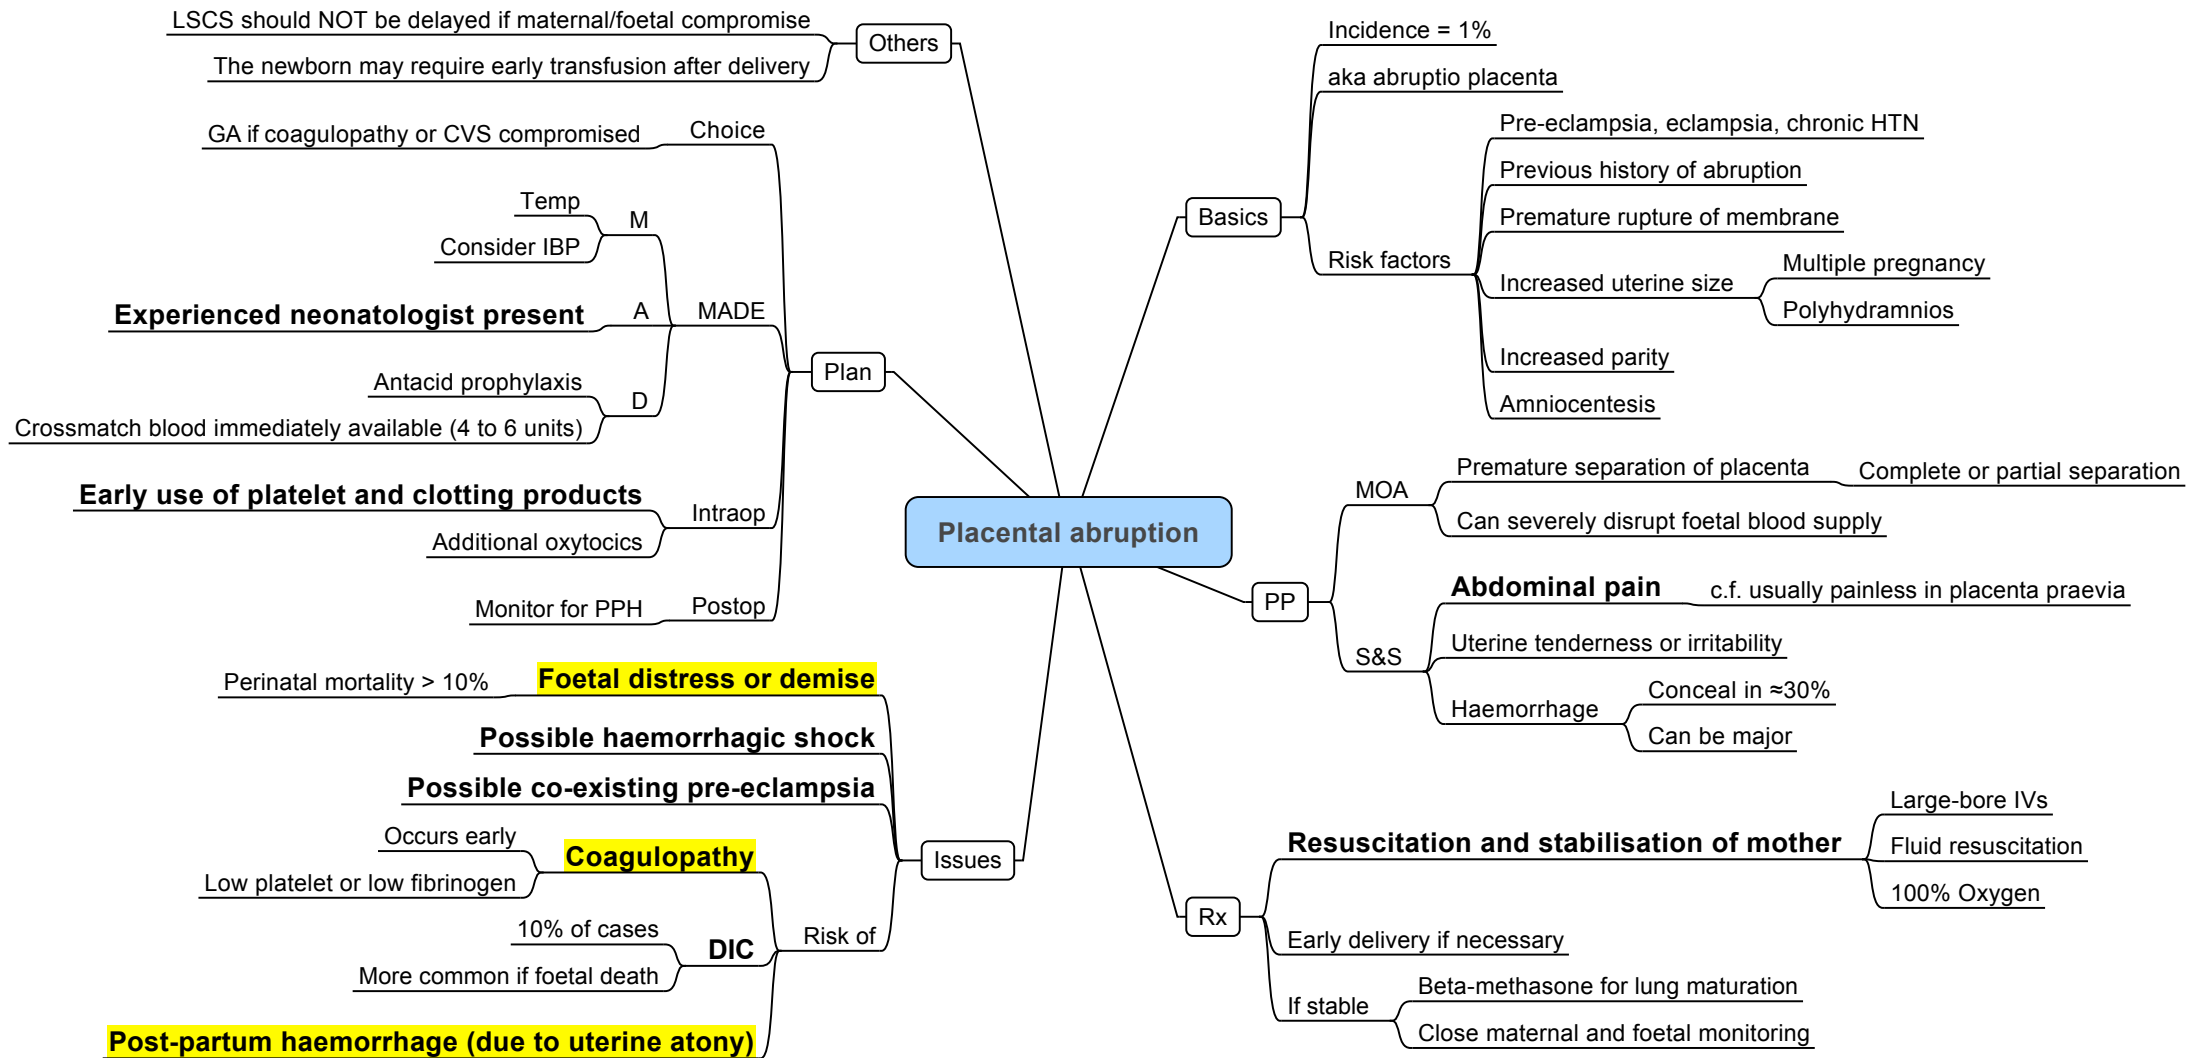 Placental abruption
Basics
Incidence = 1%
aka abruptio placenta
Risk factors
Pre-eclampsia, eclampsia, chronic HTN
Previous history of abruption
Premature rupture of membrane
Increased uterine size
Multiple pregnancy
Polyhydramnios
Increased parity
Amniocentesis
PP
MOA
Premature separation of placenta
Complete or partial separation
Can severely disrupt foetal blood supply
S&S
Abdominal pain
c.f. usually painless in placenta praevia
Uterine tenderness or irritability
Haemorrhage
Conceal in ≈30%
Can be major
Rx
Resuscitation and stabilisation of mother
Large-bore IVs
Fluid resuscitation
100% Oxygen
Early delivery if necessary
If stable
Beta-methasone for lung maturation
Close maternal and foetal monitoring
Issues
Foetal distress or demise
Perinatal mortality > 10%
Possible haemorrhagic shock
Possible co-existing pre-eclampsia
Risk of
Coagulopathy
Occurs early
Low platelet or low fibrinogen
DIC
10% of cases
More common if foetal death
Post-partum haemorrhage (due to uterine atony)
Plan
Choice
GA if coagulopathy or CVS compromised
MADE
M
Temp
Consider IBP
A
Experienced neonatologist present
D
Antacid prophylaxis
Crossmatch blood immediately available (4 to 6 units)
Intraop
Early use of platelet and clotting products
Additional oxytocics
Postop
Monitor for PPH
Others
LSCS should NOT be delayed if maternal/foetal compromise
The newborn may require early transfusion after delivery